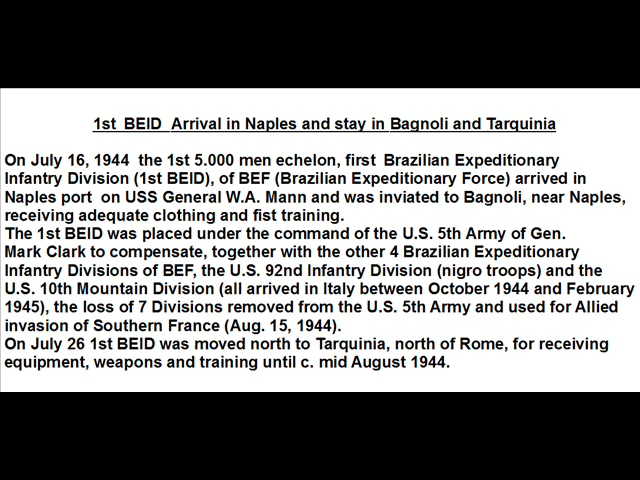 1st BEID Arrival in Naples and stay in Bagnoli and Tarquinia
On July 16, 1944 the 1st 5.000 men echelon, first Brazilian Expeditionary
Infantry Division (1st BEID), of BEF (Brazilian Expeditionary Force) arrived in
Naples port on USS General W.A. Mann and was inviated to Bagnoli, near Naples,
receiving adequate clothing and fist training.
The 1st BEID was placed under the command of the U.S. 5th Army of Gen.
Mark Clark to compensate, together with the other 4 Brazilian Expeditionary
Infantry Divisions of BEF, the U.S. 92nd Infantry Division (nigro troops) and the
U.S. 10th Mountain Division (all arrived in Italy between October 1944 and February
1945), the loss of 7 Divisions removed from the U.S. 5th Army and used for Allied
invasion of Southern France (Aug. 15, 1944).
On July 26 1st BEID was moved north to Tarquinia, north of Rome, for receiving
equipment, weapons and training until c. mid August 1944.